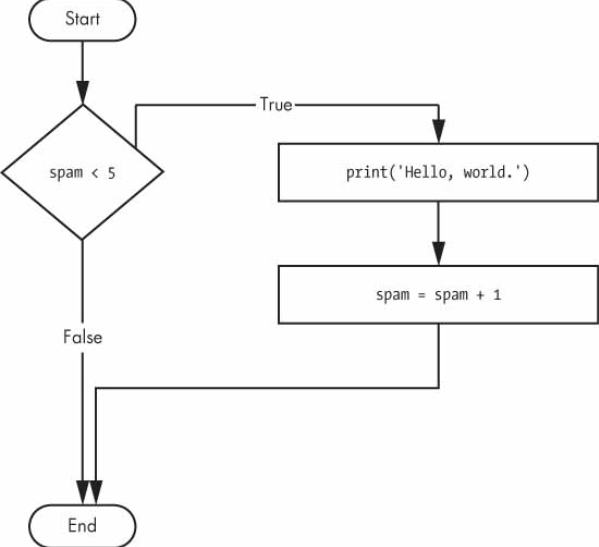 Start
True
spam < 5
print('Hello, world.')
spam = spam + 1
False
End